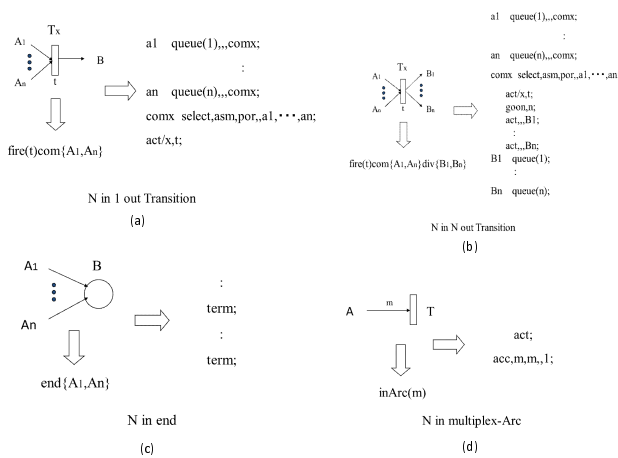 Tx
A1
An
B
t
fire(t)com{A1,An}
a1 queue(1),,,comx;
:
an queue(n),,,comx;
comx select,asm,por,,a1,･･･,an;
act/x,t;
N in 1 out Transition
(a)
Tx
A1
B1
An
Bn
t
fire(t)com{A1,An}div{B1,Bn}
a1 queue(1),,,comx;
:
an queue(n),,,comx;
comx select,asm,por,,a1,･･･,an
act/x,t;
goon,n;
act,,,B1;
:
act,,,Bn;
B1 queue(1);
:
Bn queue(n);
N in N out Transition
(b)
A1
B
An
end{A1,An}
:
term;
:
term;
N in end
(c)
A
m
T
inArc(m)
act;
acc,m,m,,1;
N in multiplex-Arc
(d)